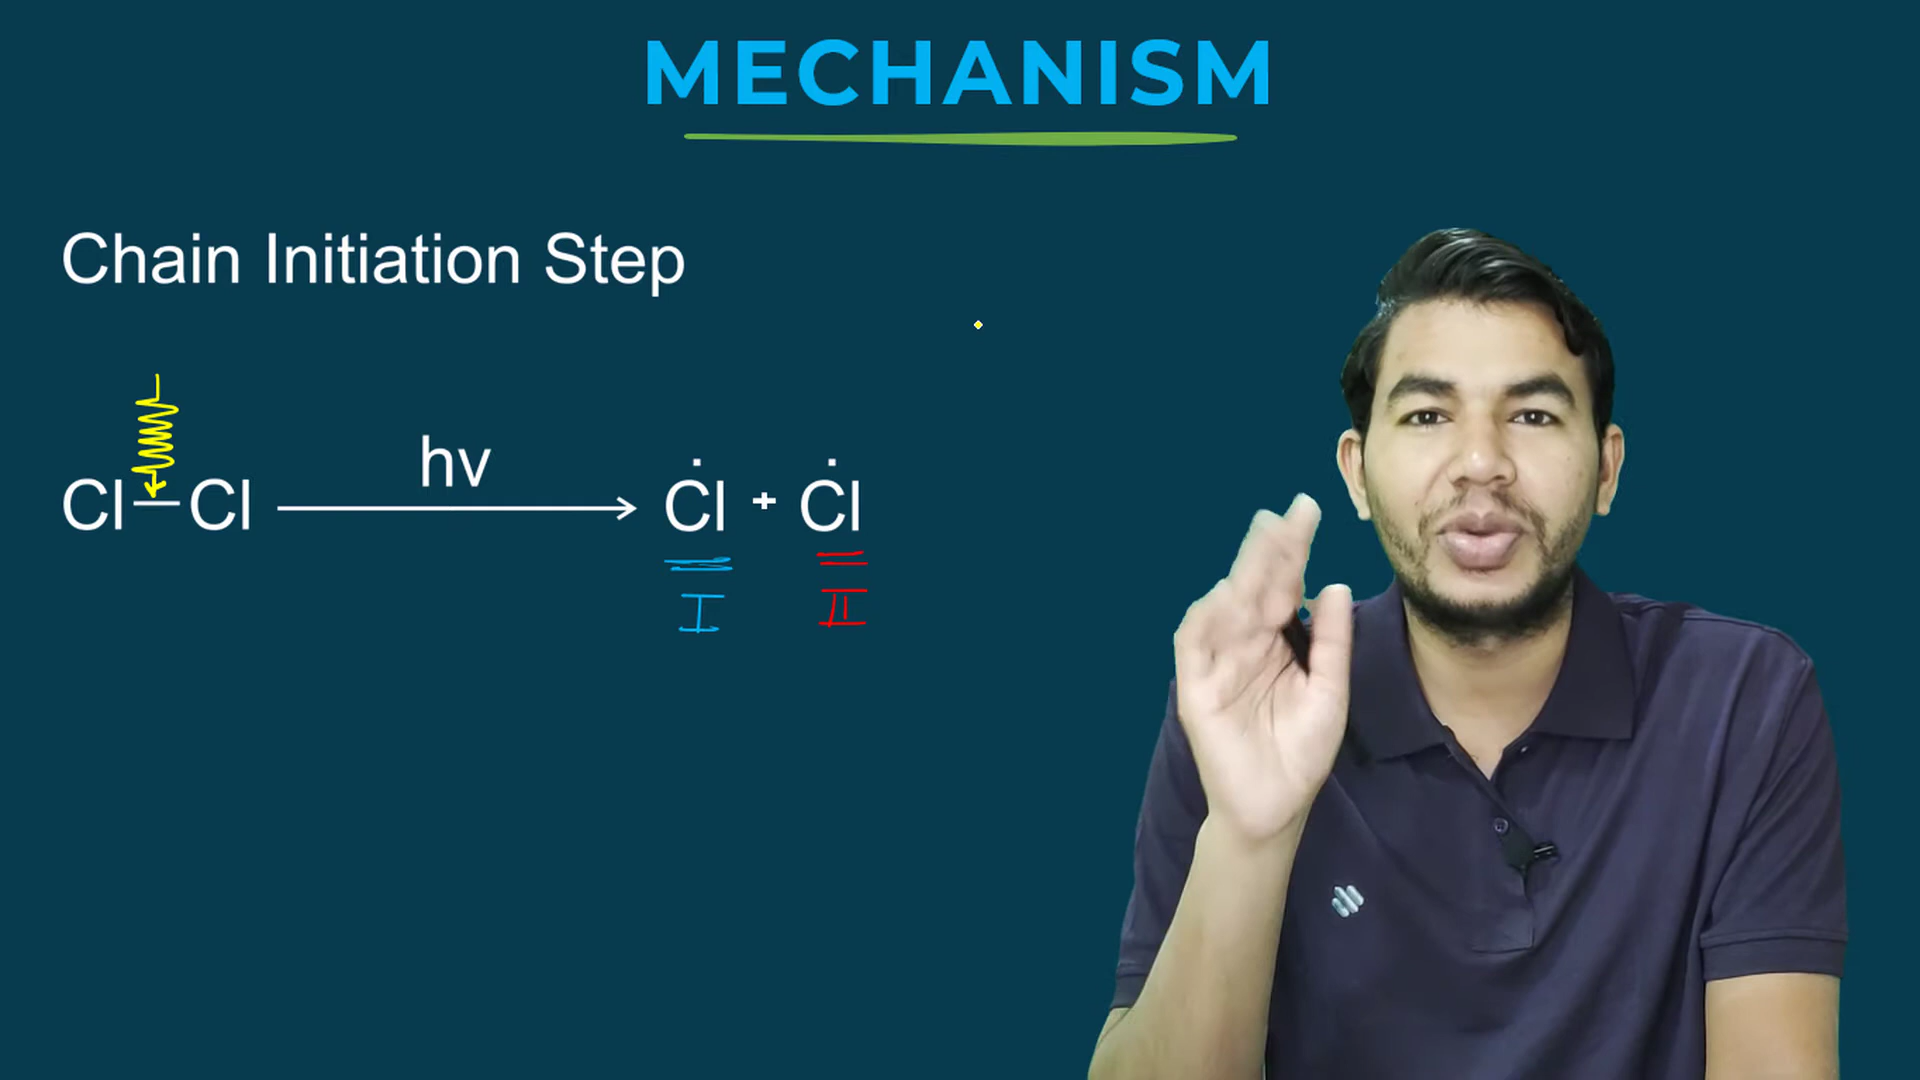 MECHANISM
Chain Initiation Step
Cl—Cl hv→ Ċl + Ċl
I II